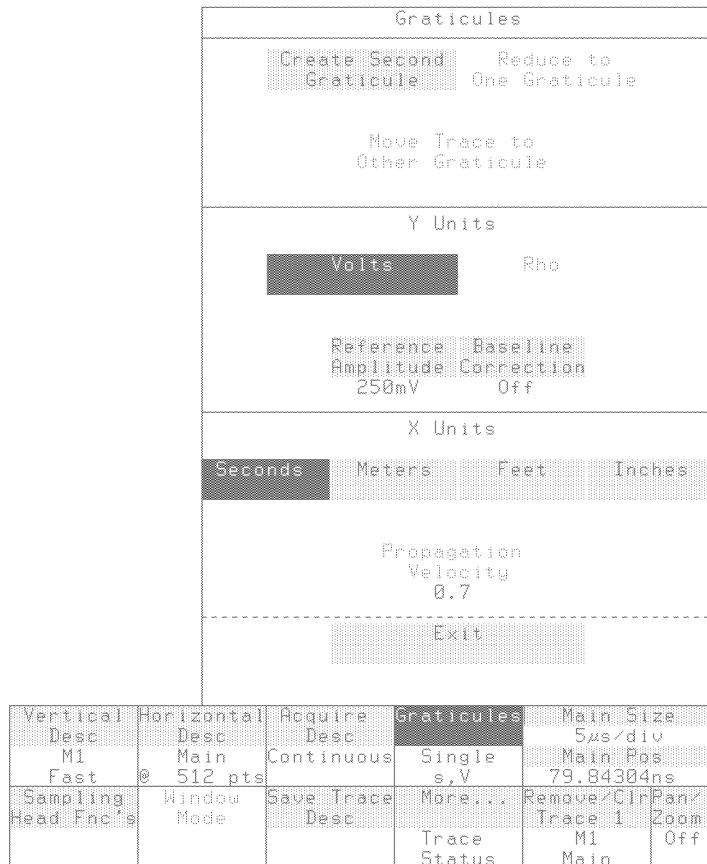 Graticules
Create Second Reduce to
Graticule One Graticule
Move Trace to
Other Graticule
Y Units
Volts Rho
Reference Baseline
Amplitude Correction
250mV Off
X Units
Seconds Meters Feet Inches
Propagation
Velocity
0.7
Exit
Vertical Horizontal Acquire Graticules Main Size
Desc Desc Desc 5µs/div
M1 Main Continuous Single Main Pos
Fast @ 512 pts s,V 79.84304ns
Sampling Window Save Trace More... Remove/Clr Pan/
Head Fnc's Mode Desc Trace 1 Zoom
Trace M1 Off
Status Main